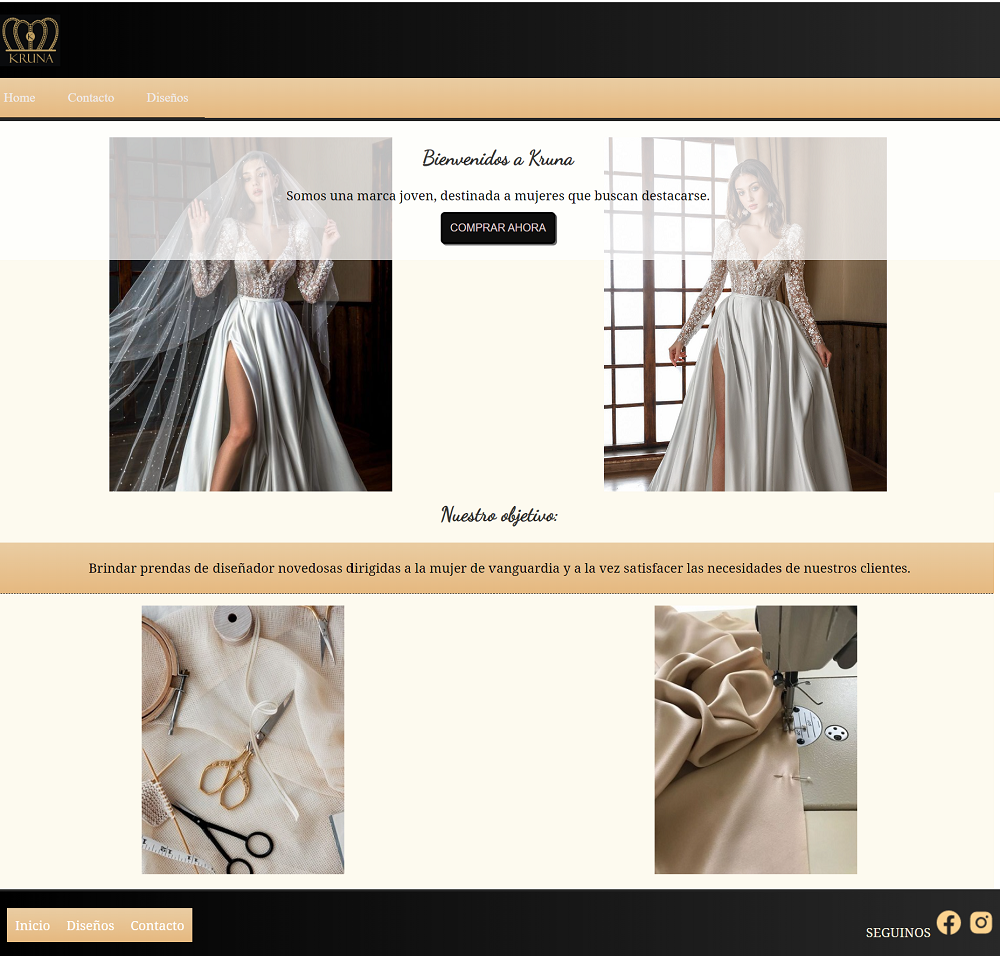 K
KRUNA
Home Contacto Diseños
Bienvenidos a Kruna
Somos una marca joven, destinada a mujeres que buscan destacarse.
COMPRAR AHORA
Nuestro objetivo:
Brindar prendas de diseñador novedosas dirigidas a la mujer de vanguardia y a la vez satisfacer las necesidades de nuestros clientes.
Inicio Diseños Contacto
SEGUINOS